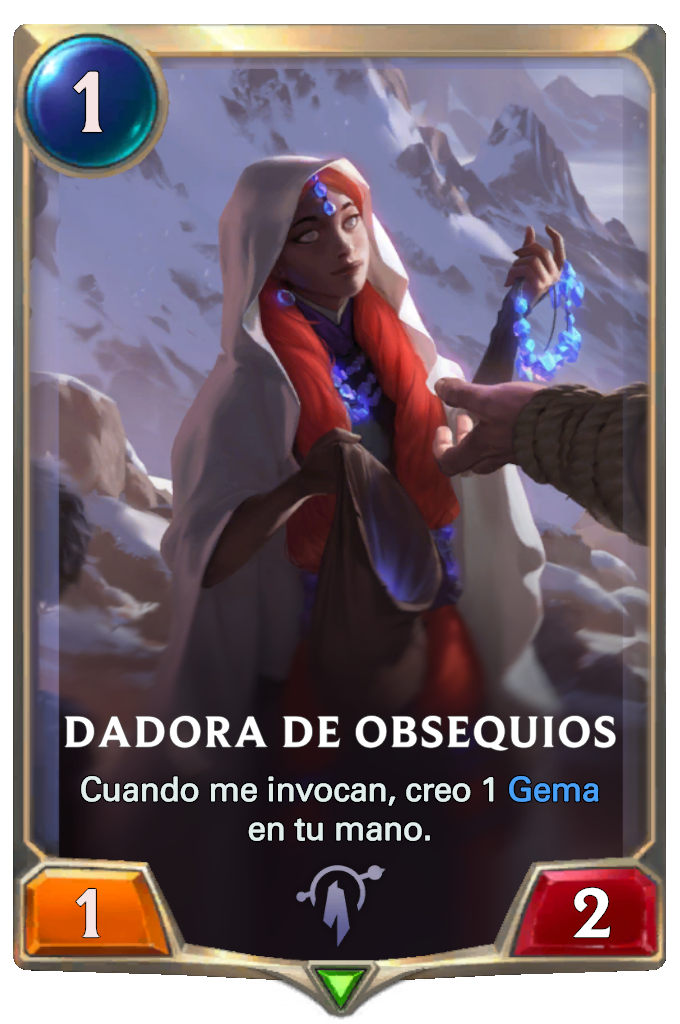 1
DADORA DE OBSEQUIOS
Cuando me invocan, creo 1 Gema
en tu mano.
1
2